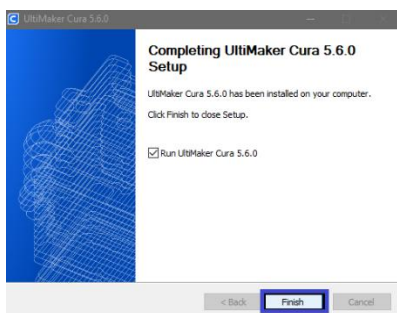 UltiMaker Cura 5.6.0
Completing UltiMaker Cura 5.6.0
Setup
UltiMaker Cura 5.6.0 has been installed on your computer.
Click Finish to close Setup.
Run UltiMaker Cura 5.6.0
< Back Finish Cancel